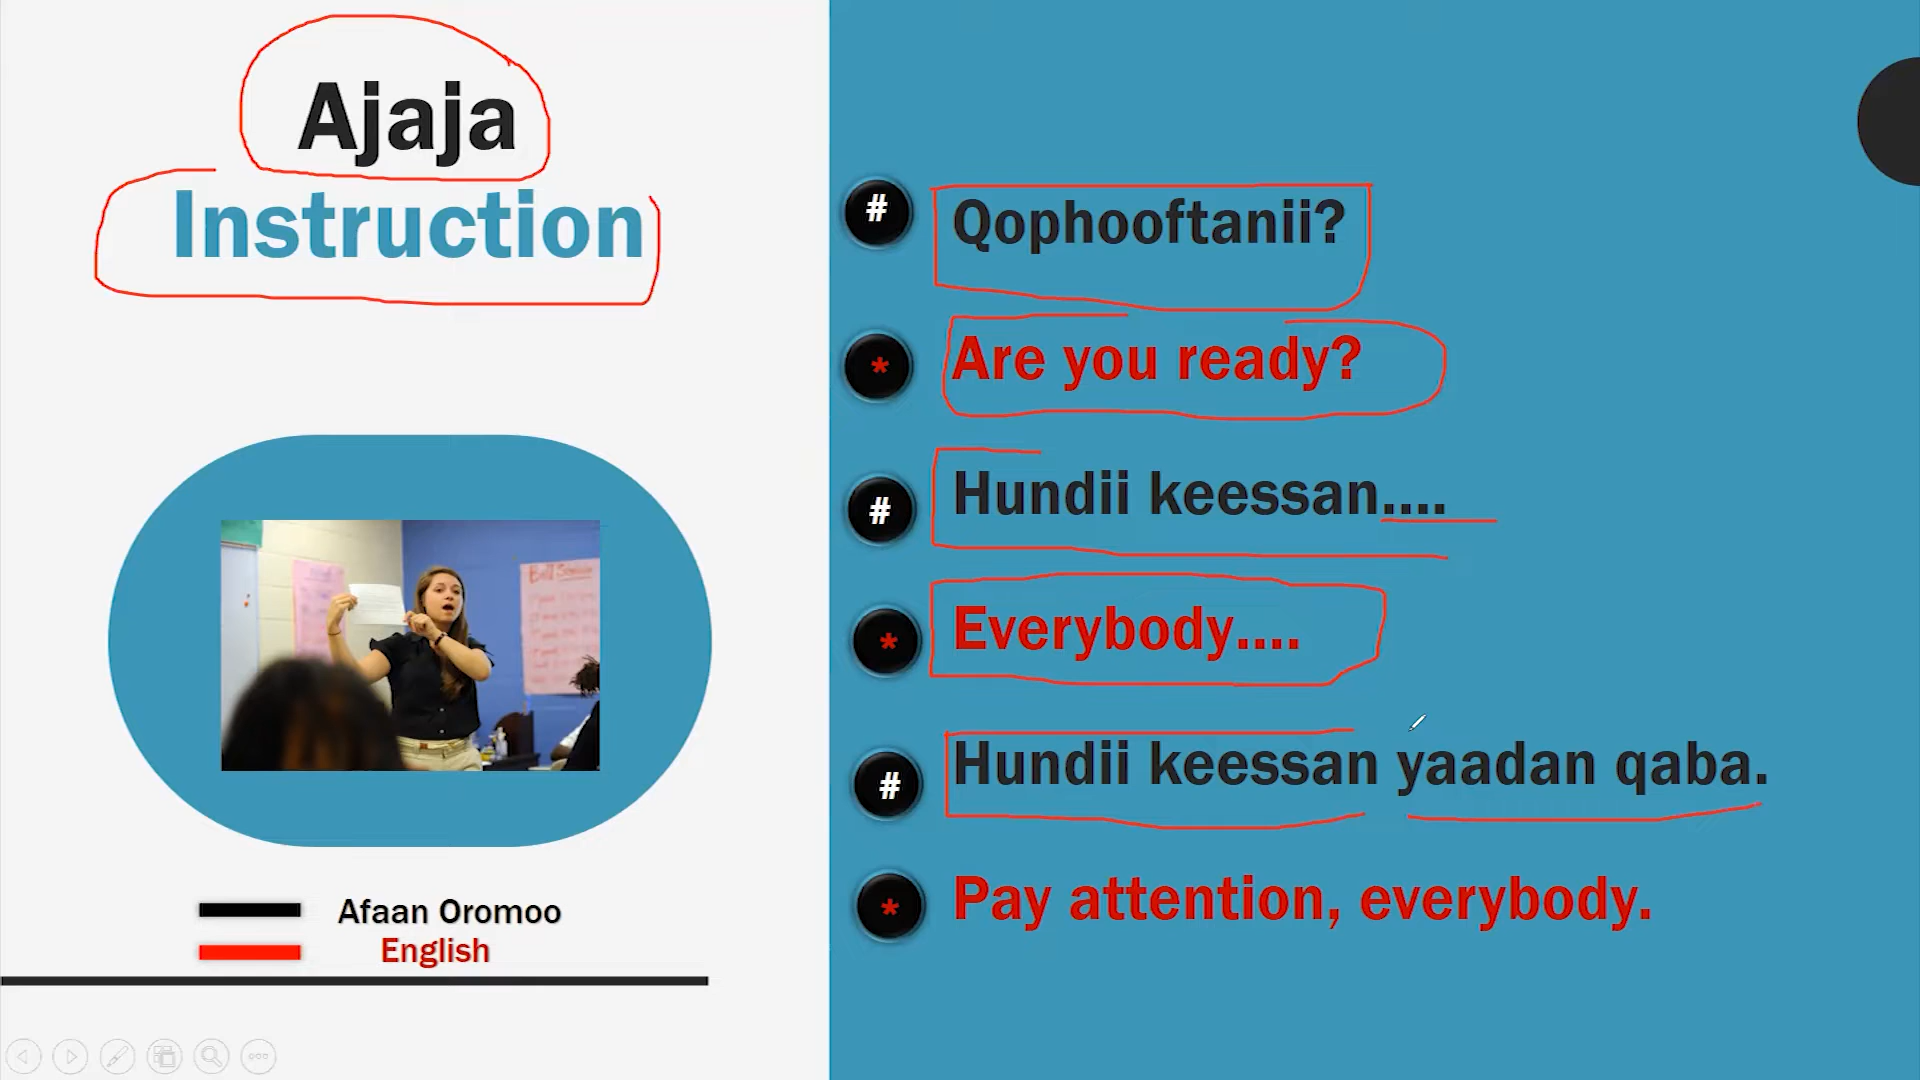 Ajaja
Instruction
Afaan Oromoo
English
# Qophooftanii?
* Are you ready?
# Hundii keessan....
* Everybody....
# Hundii keessan yaadan qaba.
* Pay attention, everybody.